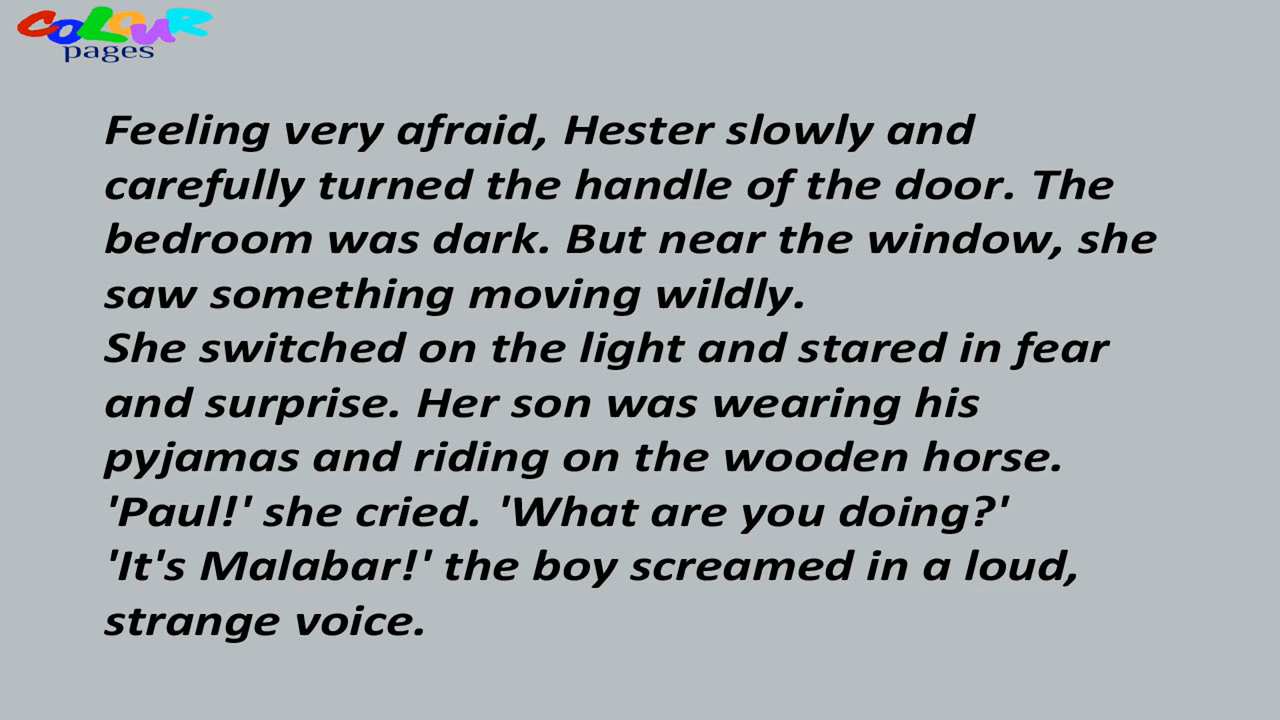 COLOUR
pages
Feeling very afraid, Hester slowly and
carefully turned the handle of the door. The
bedroom was dark. But near the window, she
saw something moving wildly.
She switched on the light and stared in fear
and surprise. Her son was wearing his
pyjamas and riding on the wooden horse.
'Paul!' she cried. 'What are you doing?'
'It's Malabar!' the boy screamed in a loud,
strange voice.